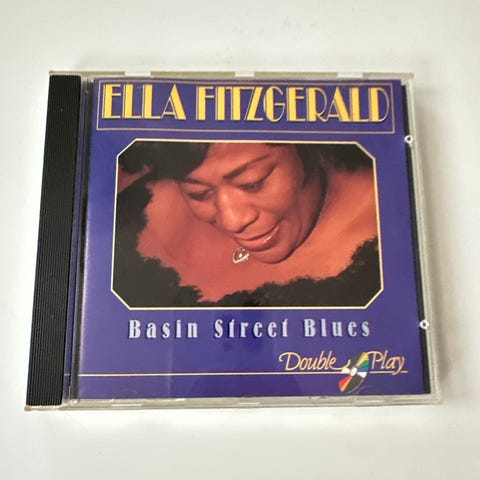 ELLA FITZGERALD
Basin Street Blues
Double Play